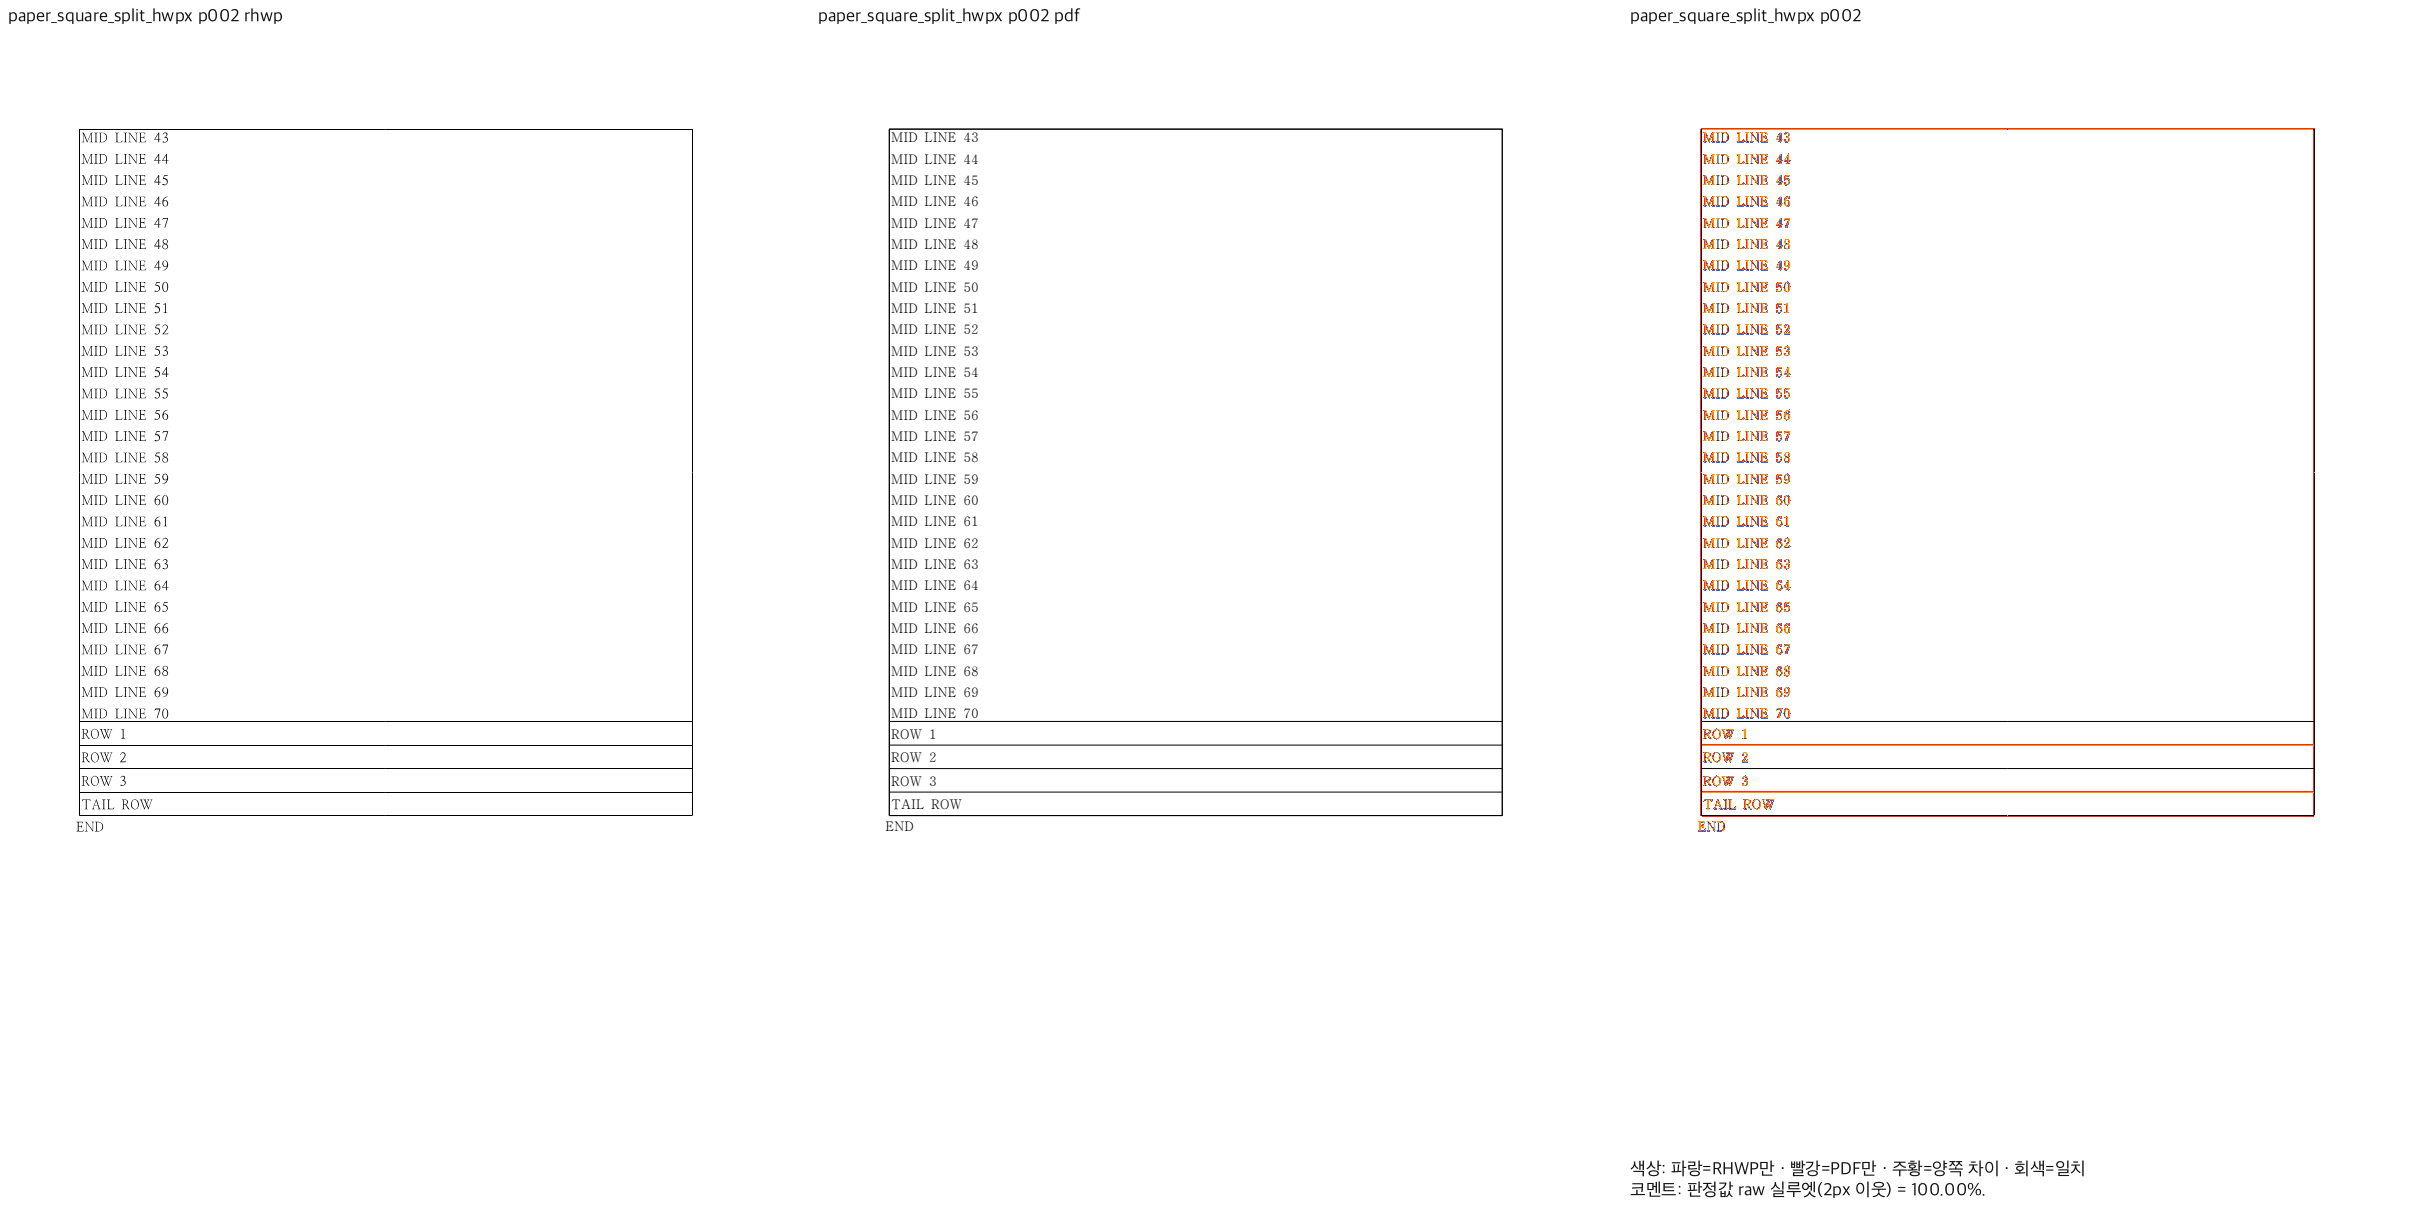 paper_square_split_hwpx p002 rhwp
MID LINE 43
MID LINE 44
MID LINE 45
MID LINE 46
MID LINE 47
MID LINE 48
MID LINE 49
MID LINE 50
MID LINE 51
MID LINE 52
MID LINE 53
MID LINE 54
MID LINE 55
MID LINE 56
MID LINE 57
MID LINE 58
MID LINE 59
MID LINE 60
MID LINE 61
MID LINE 62
MID LINE 63
MID LINE 64
MID LINE 65
MID LINE 66
MID LINE 67
MID LINE 68
MID LINE 69
MID LINE 70
ROW 1
ROW 2
ROW 3
TAIL ROW
END
paper_square_split_hwpx p002 pdf
MID LINE 43
MID LINE 44
MID LINE 45
MID LINE 46
MID LINE 47
MID LINE 48
MID LINE 49
MID LINE 50
MID LINE 51
MID LINE 52
MID LINE 53
MID LINE 54
MID LINE 55
MID LINE 56
MID LINE 57
MID LINE 58
MID LINE 59
MID LINE 60
MID LINE 61
MID LINE 62
MID LINE 63
MID LINE 64
MID LINE 65
MID LINE 66
MID LINE 67
MID LINE 68
MID LINE 69
MID LINE 70
ROW 1
ROW 2
ROW 3
TAIL ROW
END
paper_square_split_hwpx p002
MID LINE 43
MID LINE 44
MID LINE 45
MID LINE 46
MID LINE 47
MID LINE 48
MID LINE 49
MID LINE 50
MID LINE 51
MID LINE 52
MID LINE 53
MID LINE 54
MID LINE 55
MID LINE 56
MID LINE 57
MID LINE 58
MID LINE 59
MID LINE 60
MID LINE 61
MID LINE 62
MID LINE 63
MID LINE 64
MID LINE 65
MID LINE 66
MID LINE 67
MID LINE 68
MID LINE 69
MID LINE 70
ROW 1
ROW 2
ROW 3
TAIL ROW
END
색상: 파랑=RHWP만 · 빨강=PDF만 · 주황=양쪽 차이 · 회색=일치
코멘트: 판정값 raw 실루엣(2px 이웃) = 100.00%.